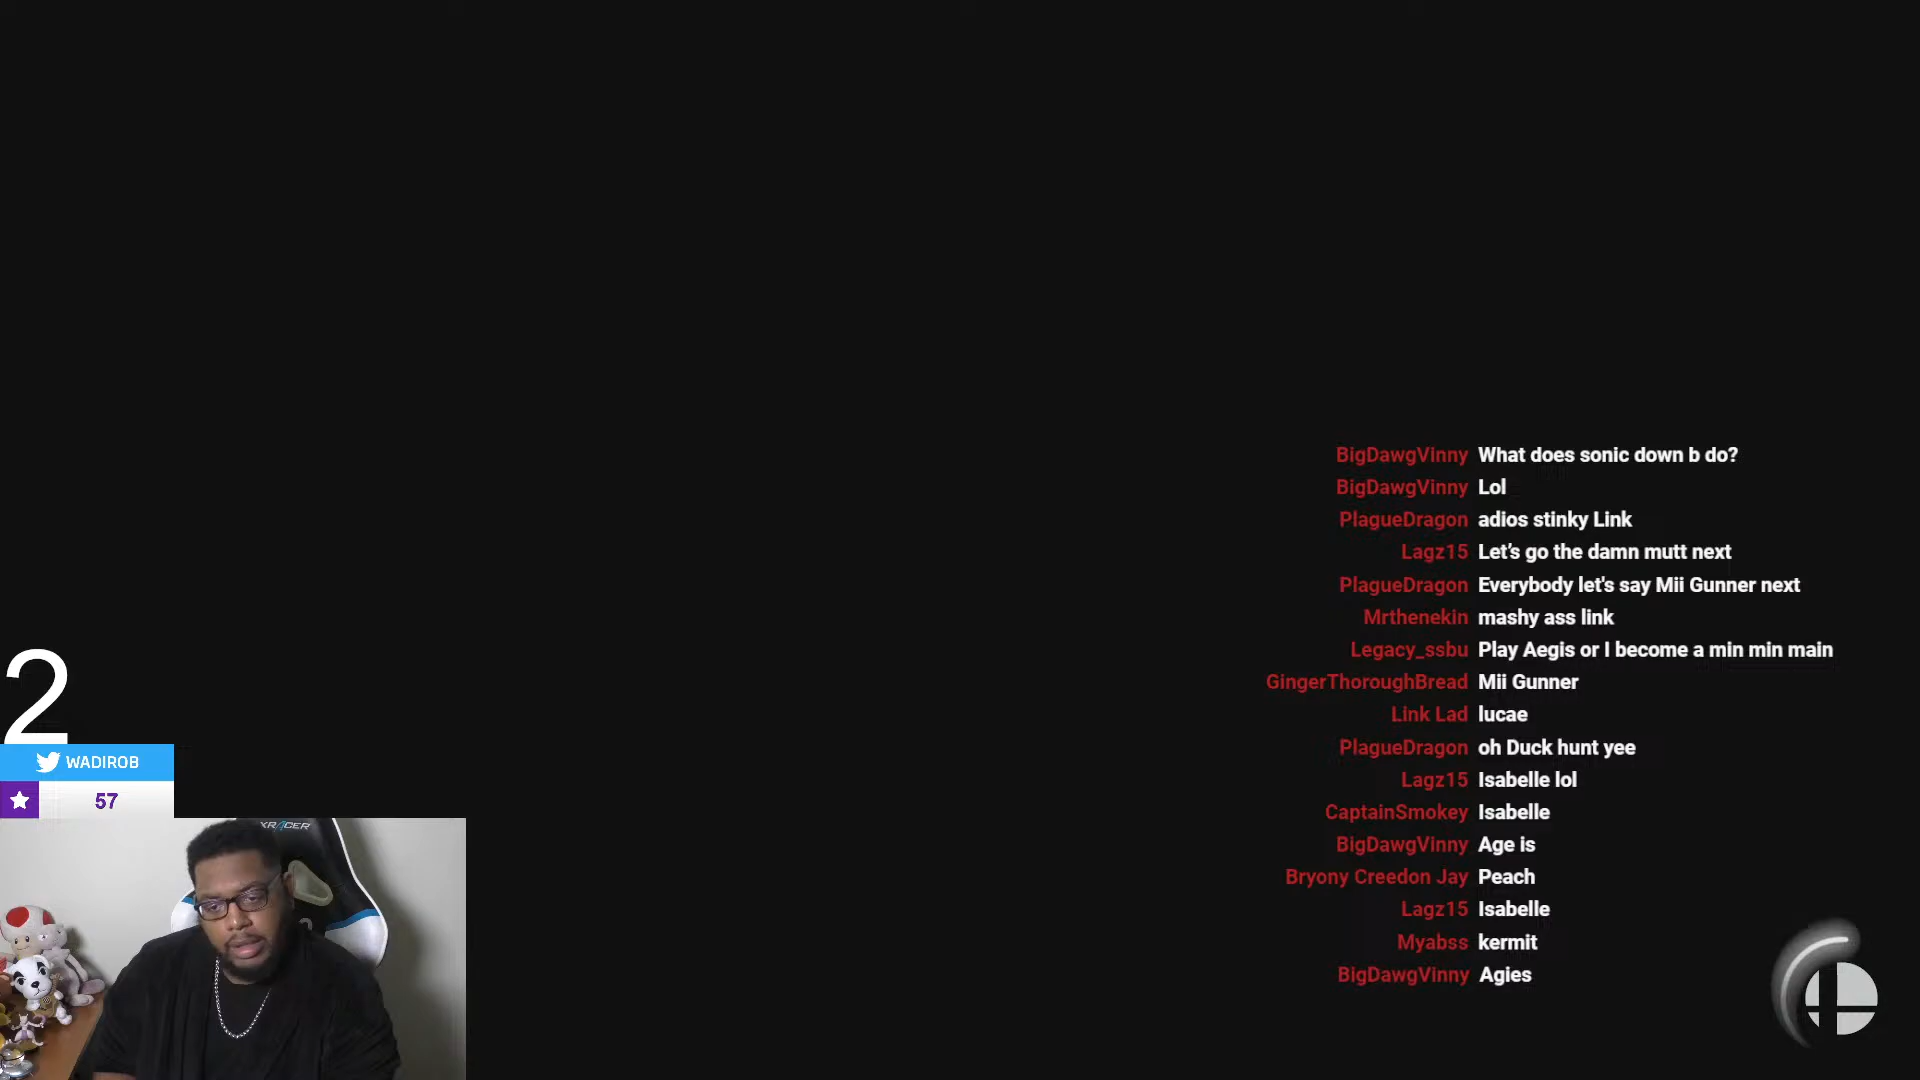 BigDawgVinny What does sonic down b do?
BigDawgVinny Lol
PlagueDragon adios stinky Link
Lagz15 Let's go the damn mutt next
PlagueDragon Everybody let's say Mii Gunner next
Mrthenekin mashy ass link
Legacy_ssbu Play Aegis or I become a min min main
GingerThoroughBread Mii Gunner
Link Lad lucae
PlagueDragon oh Duck hunt yee
Lagz15 Isabelle lol
CaptainSmokey Isabelle
BigDawgVinny Age is
Bryony Creedon Jay Peach
Lagz15 Isabelle
Myabss kermit
BigDawgVinny Agies
2
WADIROB
57
XRACER